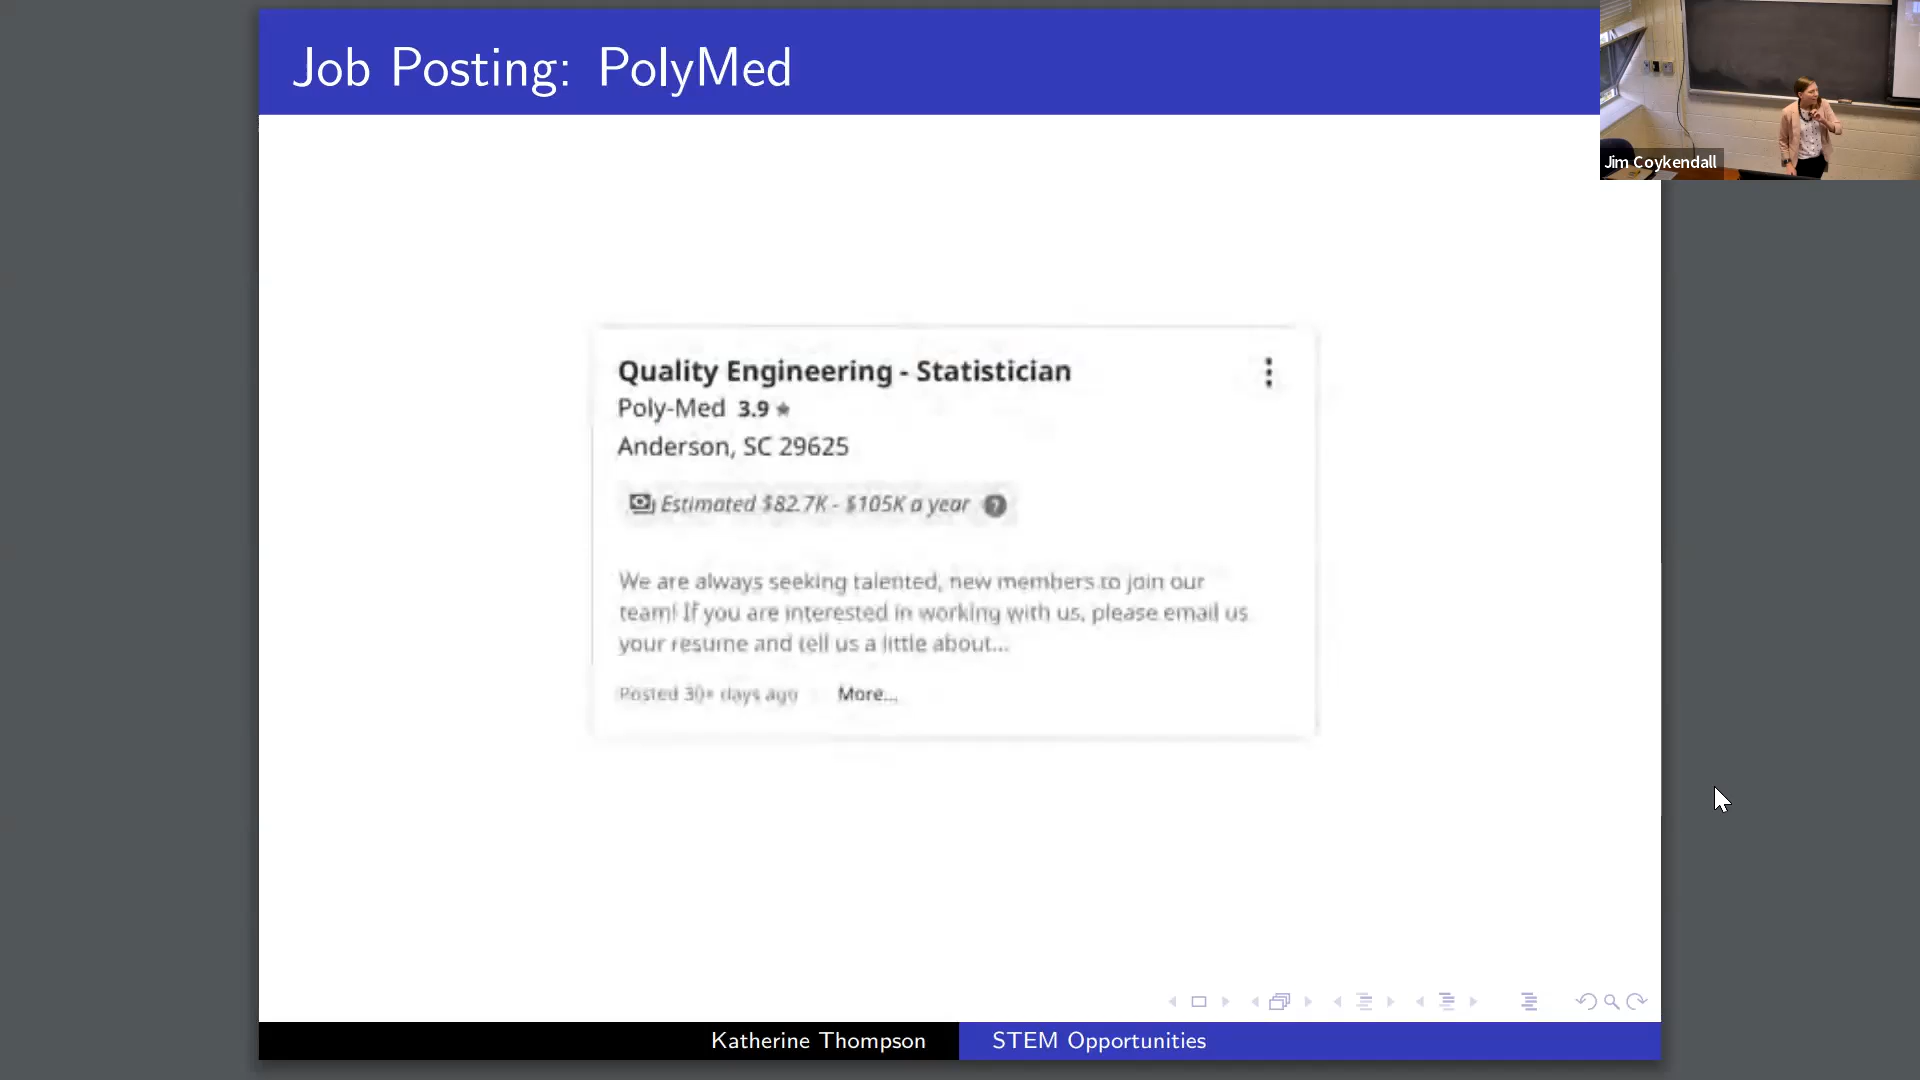 Job Posting: PolyMed
Jim Coykendall
Quality Engineering - Statistician
Poly-Med 3.9
Anderson, SC 29625
Estimated $82.7K - $105K a year
We are always seeking talented, new members to join our
team! If you are interested in working with us, please email us
your resume and tell us a little about...
Posted 30+ days ago More...
Katherine Thompson STEM Opportunities